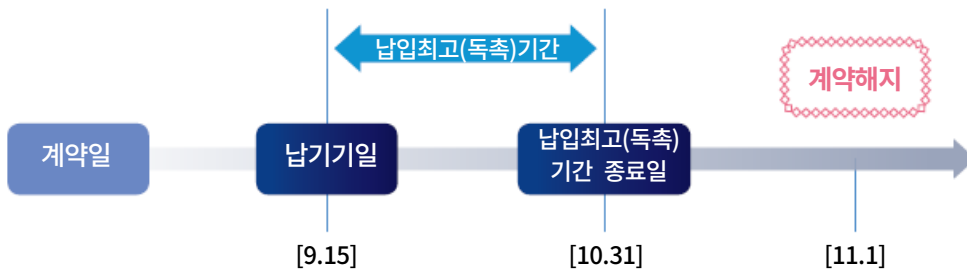 납입최고(독촉)기간
계약해지
계약일
납기기일
납입최고(독촉)
기간 종료일
[9.15]
[10.31]
[11.1]